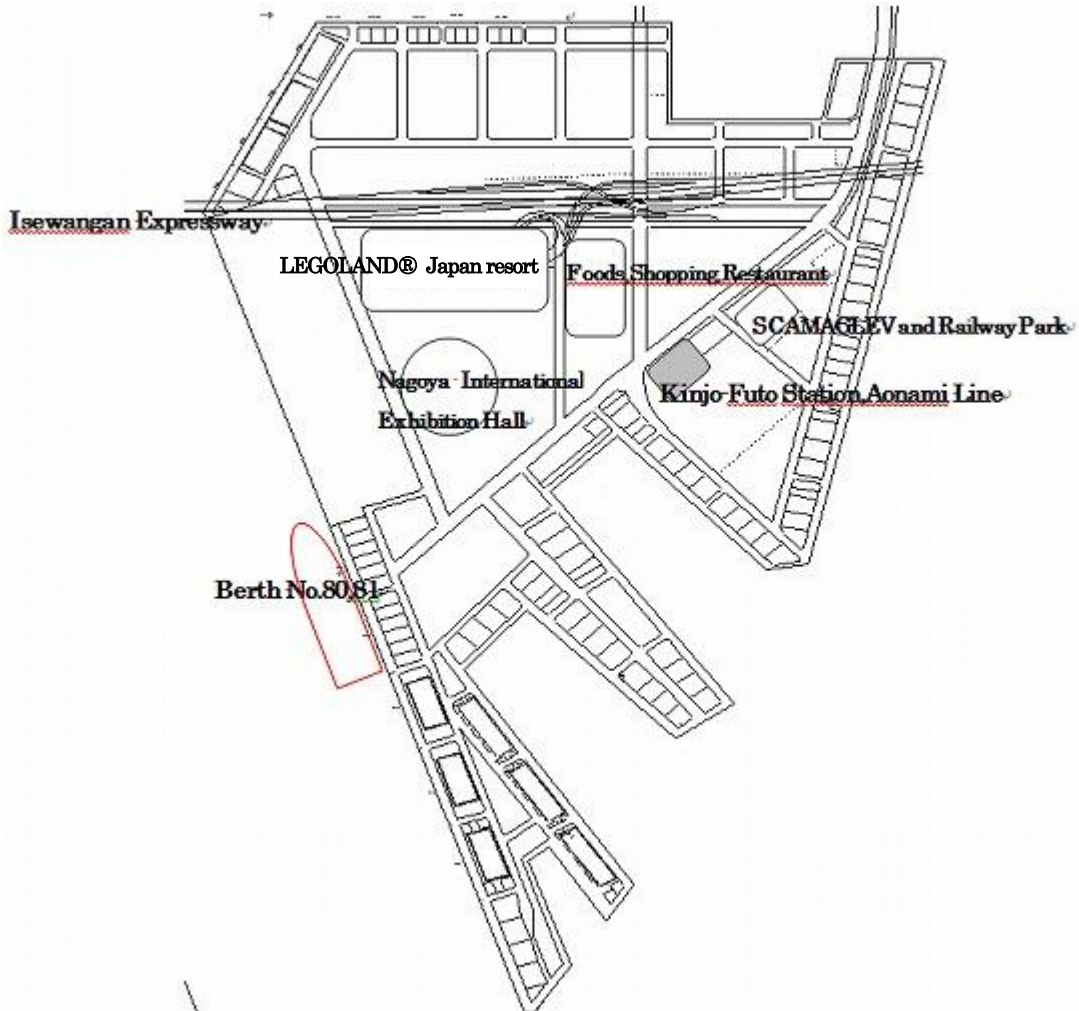 Isewangan Expressway
LEGOLAND® Japan resort
Foods,Shopping,Restaurant
SCAMAGLEV and Railway Park
Nagoya International
Exhibition Hall
Kinjo-Futo Station,Aonami Line
Berth No.80,81